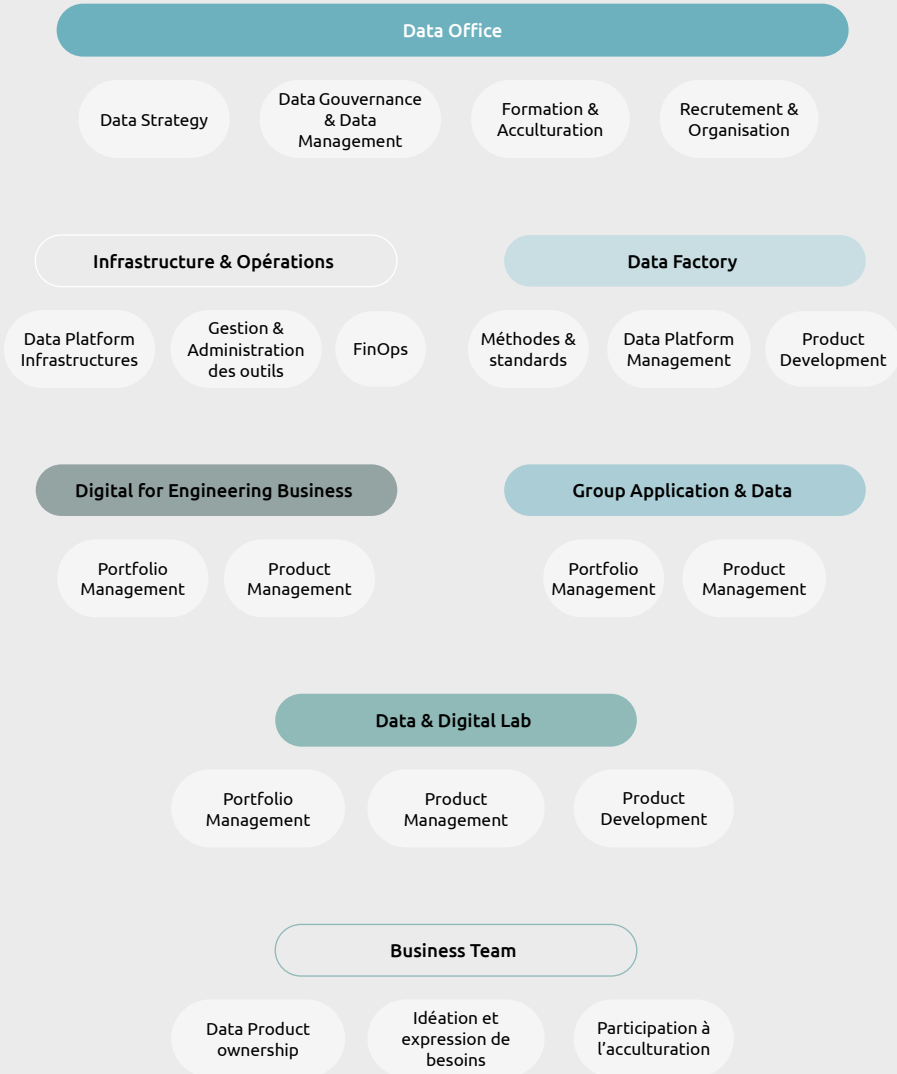 Data Office
Data Strategy
Data Gouvernance
& Data
Management
Formation &
Acculturation
Recrutement &
Organisation
Infrastructure & Opérations
Data Platform
Infrastructures
Gestion &
Administration
des outils
FinOps
Data Factory
Méthodes &
standards
Data Platform
Management
Product
Development
Digital for Engineering Business
Portfolio
Management
Product
Management
Group Application & Data
Portfolio
Management
Product
Management
Data & Digital Lab
Portfolio
Management
Product
Management
Product
Development
Business Team
Data Product
ownership
Idéation et
expression de
besoins
Participation à
l’acculturation